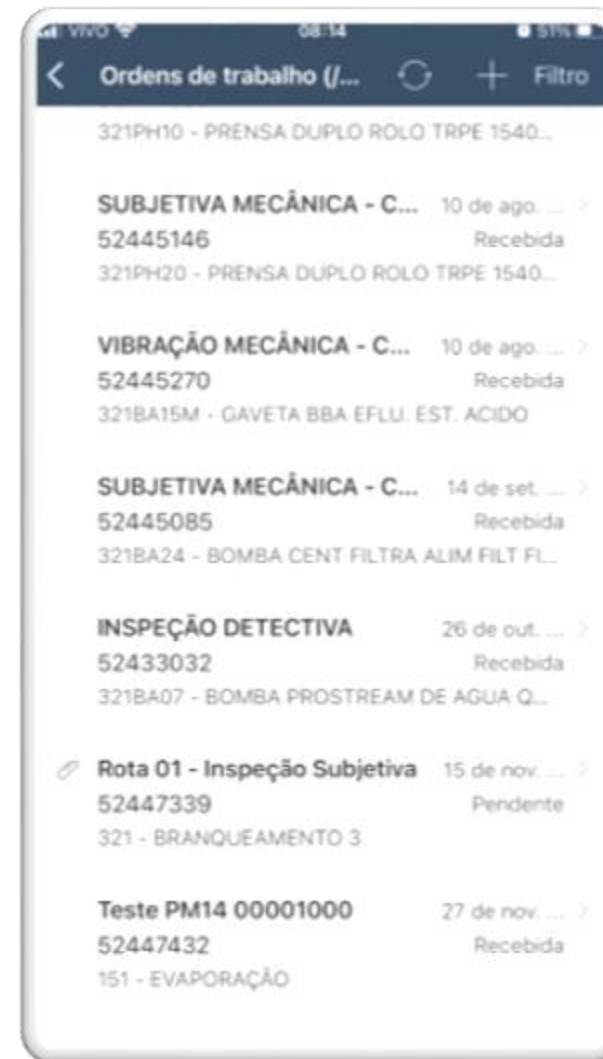 VIVO 08:14 51%
Ordens de trabalho (/... Filtro
321PH10 - PRENSA DUPLO ROLO TRPE 1540...
SUBJETIVA MECÂNICA - C... 10 de ago. ...
52445146 Recebida
321PH20 - PRENSA DUPLO ROLO TRPE 1540...
VIBRAÇÃO MECÂNICA - C... 10 de ago. ...
52445270 Recebida
321BA15M - GAVETA BBA EFLU. EST. ACIDO
SUBJETIVA MECÂNICA - C... 14 de set. ...
52445085 Recebida
321BA24 - BOMBA CENT FILTRA ALIM FILT FI...
INSPEÇÃO DETECTIVA 26 de out. ...
52433032 Recebida
321BA07 - BOMBA PROSTREAM DE AGUA Q...
Rota 01 - Inspeção Subjetiva 15 de nov. ...
52447339 Pendente
321 - BRANQUEAMENTO 3
Teste PM14 00001000 27 de nov. ...
52447432 Recebida
151 - EVAPORAÇÃO